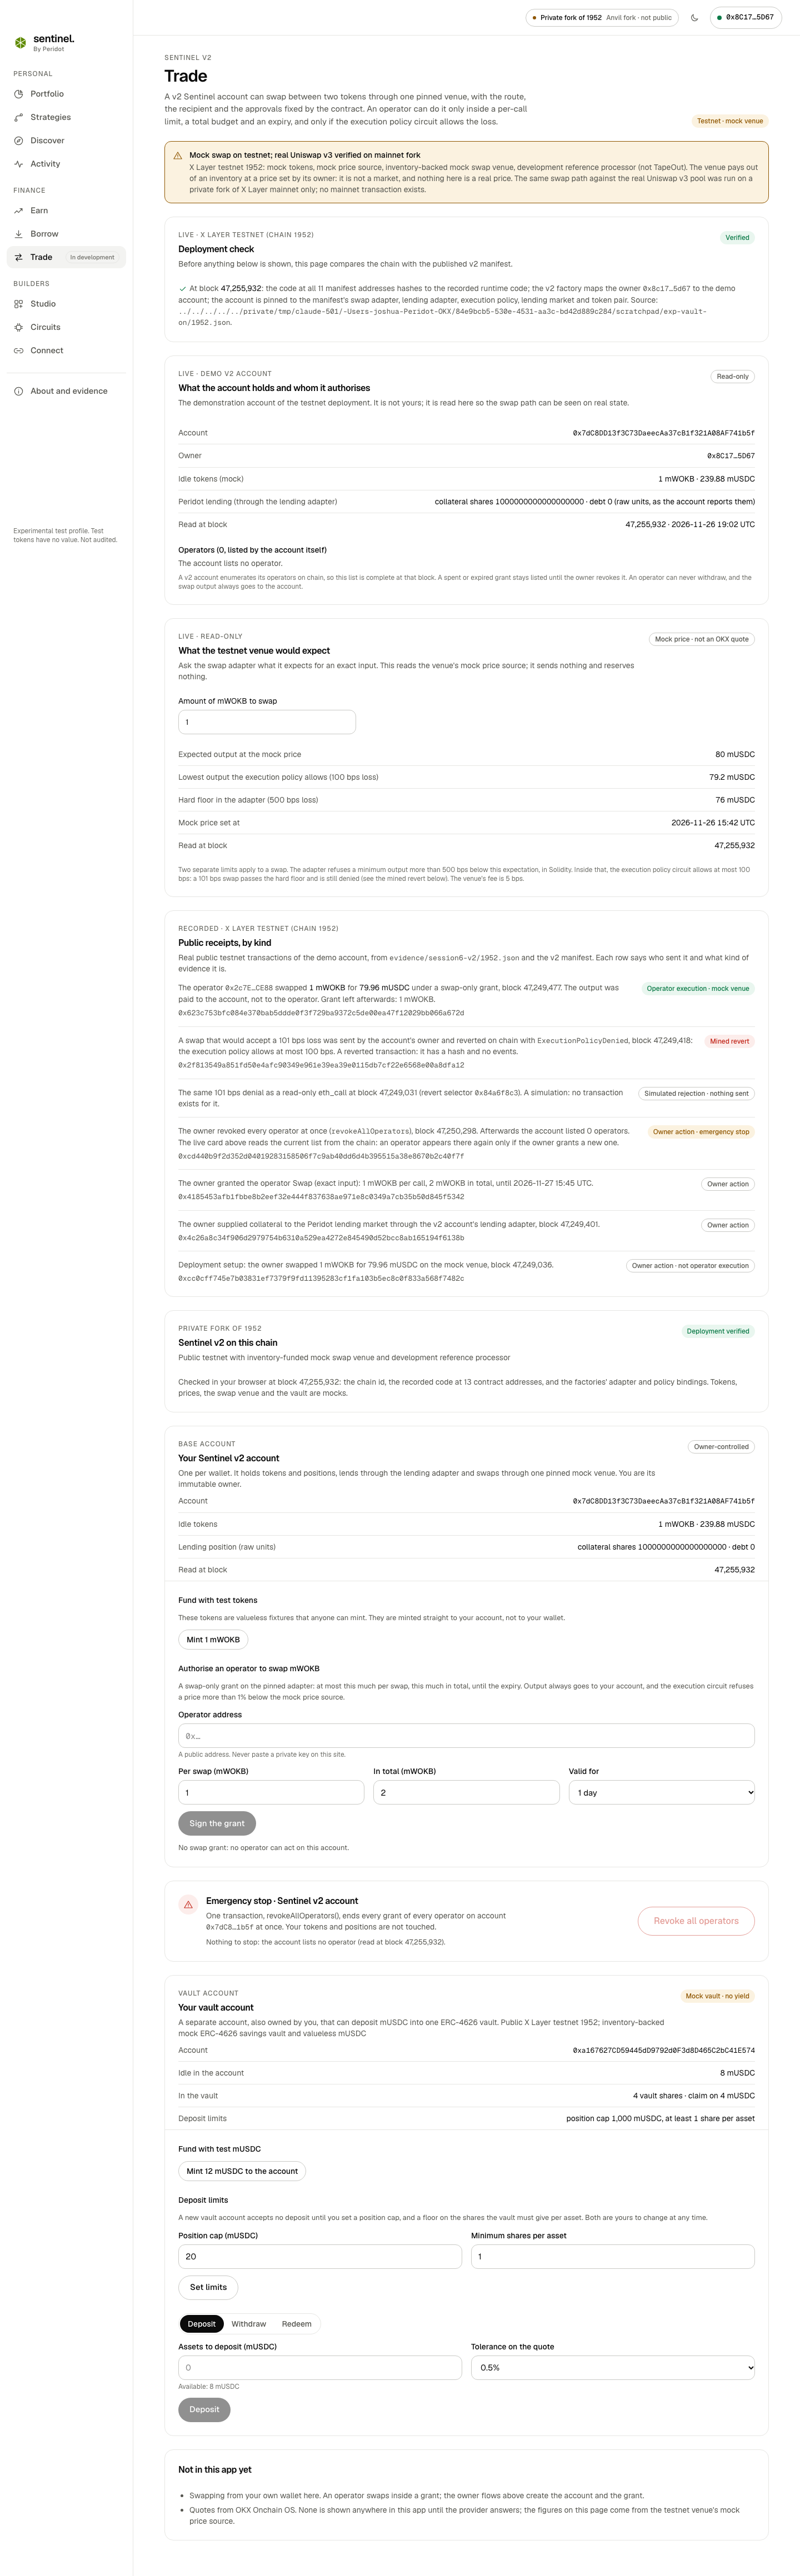 Private fork of 1952 Anvil fork · not public
0x8C17…5D67
sentinel.
By Peridot
PERSONAL
Portfolio
Strategies
Discover
Activity
FINANCE
Earn
Borrow
Trade In development
BUILDERS
Studio
Circuits
Connect
About and evidence
Experimental test profile. Test
tokens have no value. Not audited.
SENTINEL V2
Trade
A v2 Sentinel account can swap between two tokens through one pinned venue, with the route,
the recipient and the approvals fixed by the contract. An operator can do it only inside a per-call
limit, a total budget and an expiry, and only if the execution policy circuit allows the loss.
Testnet · mock venue
Mock swap on testnet; real Uniswap v3 verified on mainnet fork
X Layer testnet 1952: mock tokens, mock price source, inventory-backed mock swap venue, development reference processor (not TapeOut). The venue pays out
of an inventory at a price set by its owner: it is not a market, and nothing here is a real price. The same swap path against the real Uniswap v3 pool was run on a
private fork of X Layer mainnet only; no mainnet transaction exists.
LIVE · X LAYER TESTNET (CHAIN 1952)
Verified
Deployment check
Before anything below is shown, this page compares the chain with the published v2 manifest.
At block 47,255,932: the code at all 11 manifest addresses hashes to the recorded runtime code; the v2 factory maps the owner 0x8c17…5d67 to the demo
account; the account is pinned to the manifest's swap adapter, lending adapter, execution policy, lending market and token pair. Source:
../../../../../private/tmp/claude-501/-Users-joshua-Peridot-OKX/84e9bcb5-530e-4531-aa3c-bd42d889c284/scratchpad/exp-vault-
on/1952.json.
LIVE · DEMO V2 ACCOUNT
Read-only
What the account holds and whom it authorises
The demonstration account of the testnet deployment. It is not yours; it is read here so the swap path can be seen on real state.
Account 0x7dC8DD13f3C73DaeecAa37cB1f321A08AF741b5f
Owner 0x8C17…5D67
Idle tokens (mock) 1 mWOKB · 239.88 mUSDC
Peridot lending (through the lending adapter) collateral shares 1000000000000000000 · debt 0 (raw units, as the account reports them)
Read at block 47,255,932 · 2026-11-26 19:02 UTC
Operators (0, listed by the account itself)
The account lists no operator.
A v2 account enumerates its operators on chain, so this list is complete at that block. A spent or expired grant stays listed until the owner revokes it. An operator can never withdraw, and the
swap output always goes to the account.
LIVE · READ-ONLY
Mock price · not an OKX quote
What the testnet venue would expect
Ask the swap adapter what it expects for an exact input. This reads the venue's mock price source; it sends nothing and reserves
nothing.
Amount of mWOKB to swap
1
Expected output at the mock price 80 mUSDC
Lowest output the execution policy allows (100 bps loss) 79.2 mUSDC
Hard floor in the adapter (500 bps loss) 76 mUSDC
Mock price set at 2026-11-26 15:42 UTC
Read at block 47,255,932
Two separate limits apply to a swap. The adapter refuses a minimum output more than 500 bps below this expectation, in Solidity. Inside that, the execution policy circuit allows at most 100
bps: a 101 bps swap passes the hard floor and is still denied (see the mined revert below). The venue's fee is 5 bps.
RECORDED · X LAYER TESTNET (CHAIN 1952)
Public receipts, by kind
Real public testnet transactions of the demo account, from evidence/session6-v2/1952.json and the v2 manifest. Each row says who sent it and what kind of
evidence it is.
The operator 0x2c7E…CE88 swapped 1 mWOKB for 79.96 mUSDC under a swap-only grant, block 47,249,477. The output was
paid to the account, not to the operator. Grant left afterwards: 1 mWOKB.
Operator execution · mock venue
0x623c753bfc084e370bab5ddde0f3f729ba9372c5de00ea47f12029bb066a672d
A swap that would accept a 101 bps loss was sent by the operator and reverted on chain with ExecutionPolicyDenied, block 47,249,418:
the execution policy allows at most 100 bps. A reverted transaction: it has a hash and no events.
Mined revert
0x2f813549a851fd50e4afc90349e961e39ea39e0115db7cf22e6568e00a8dfa12
The same 101 bps denial as a read-only eth_call at block 47,249,031 (revert selector 0x84a6f8c3). A simulation: no transaction
exists for it.
Simulated rejection · nothing sent
The owner revoked every operator at once (revokeAllOperators), block 47,250,298. Afterwards the account listed 0 operators.
The live card above reads the current list from the chain: an operator appears there again only if the owner grants a new one.
Owner action · emergency stop
0xcd440b9f2d352d04019283158506f7c9ab40dd6d4b395515a38e8670b2c40f7f
The owner granted the operator Swap (exact input): 1 mWOKB per call, 2 mWOKB in total, until 2026-11-27 15:45 UTC.
Owner action
0x4185453afb1fbbe8b2eef32e444f837638ae971e8c0349a7cb35b50d845f5342
The owner supplied collateral to the Peridot lending market through the v2 account's lending adapter, block 47,249,401.
Owner action
0x4c26a8c34f906d2979754b6310a529ea4272e845490d52bcc8ab165194f6138b
Deployment setup: the owner swapped 1 mWOKB for 79.96 mUSDC on the mock venue, block 47,249,036.
Owner action · not operator execution
0xcc0cff745e7b03831ef7379f9fd11395283cf1fa103b5ec8c0f833a568f7482c
PRIVATE FORK OF 1952
Deployment verified
Sentinel v2 on this chain
Public testnet with inventory-funded mock swap venue and development reference processor
Checked in your browser at block 47,255,932: the chain id, the recorded code at 13 contract addresses, and the factories' adapter and policy bindings. Tokens,
prices, the swap venue and the vault are mocks.
BASE ACCOUNT
Owner-controlled
Your Sentinel v2 account
One per wallet. It holds tokens and positions, lends through the lending adapter and swaps through one pinned mock venue. You are its
immutable owner.
Account 0x7dC8DD13f3C73DaeecAa37cB1f321A08AF741b5f
Idle tokens 1 mWOKB · 239.88 mUSDC
Lending position (raw units) collateral shares 1000000000000000000 · debt 0
Read at block 47,255,932
Fund with test tokens
These tokens are valueless fixtures that anyone can mint. They are minted straight to your account, not to your wallet.
Mint 1 mWOKB
Authorise an operator to swap mWOKB
A swap-only grant on the pinned adapter: at most this much per swap, this much in total, until the expiry. Output always goes to your account, and the execution circuit refuses
a price more than 1% below the mock price source.
Operator address
0x…
A public address. Never paste a private key on this site.
Per swap (mWOKB) In total (mWOKB) Valid for
1 2 1 day
Sign the grant
No swap grant: no operator can act on this account.
Emergency stop · Sentinel v2 account
One transaction, revokeAllOperators(), ends every grant of every operator on account
0x7dC8…1b5f at once. Your tokens and positions are not touched.
Nothing to stop: the account lists no operator (read at block 47,255,932).
Revoke all operators
VAULT ACCOUNT
Mock vault · no yield
Your vault account
A separate account, also owned by you, that can deposit mUSDC into one ERC-4626 vault. Public X Layer testnet 1952; inventory-backed
mock ERC-4626 savings vault and valueless mUSDC
Account 0xa167627CD59445dD9792d0F3d8D465C2bC41E574
Idle in the account 8 mUSDC
In the vault 4 vault shares · claim on 4 mUSDC
Deposit limits position cap 1,000 mUSDC, at least 1 share per asset
Fund with test mUSDC
Mint 12 mUSDC to the account
Deposit limits
A new vault account accepts no deposit until you set a position cap, and a floor on the shares the vault must give per asset. Both are yours to change at any time.
Position cap (mUSDC) Minimum shares per asset
20 1
Set limits
Deposit Withdraw Redeem
Assets to deposit (mUSDC) Tolerance on the quote
0 0.5%
Available: 8 mUSDC
Deposit
Not in this app yet
Swapping from your own wallet here. An operator swaps inside a grant; the owner flows above create the account and the grant.
Quotes from OKX Onchain OS. None is shown anywhere in this app until the provider answers; the figures on this page come from the testnet venue's mock
price source.